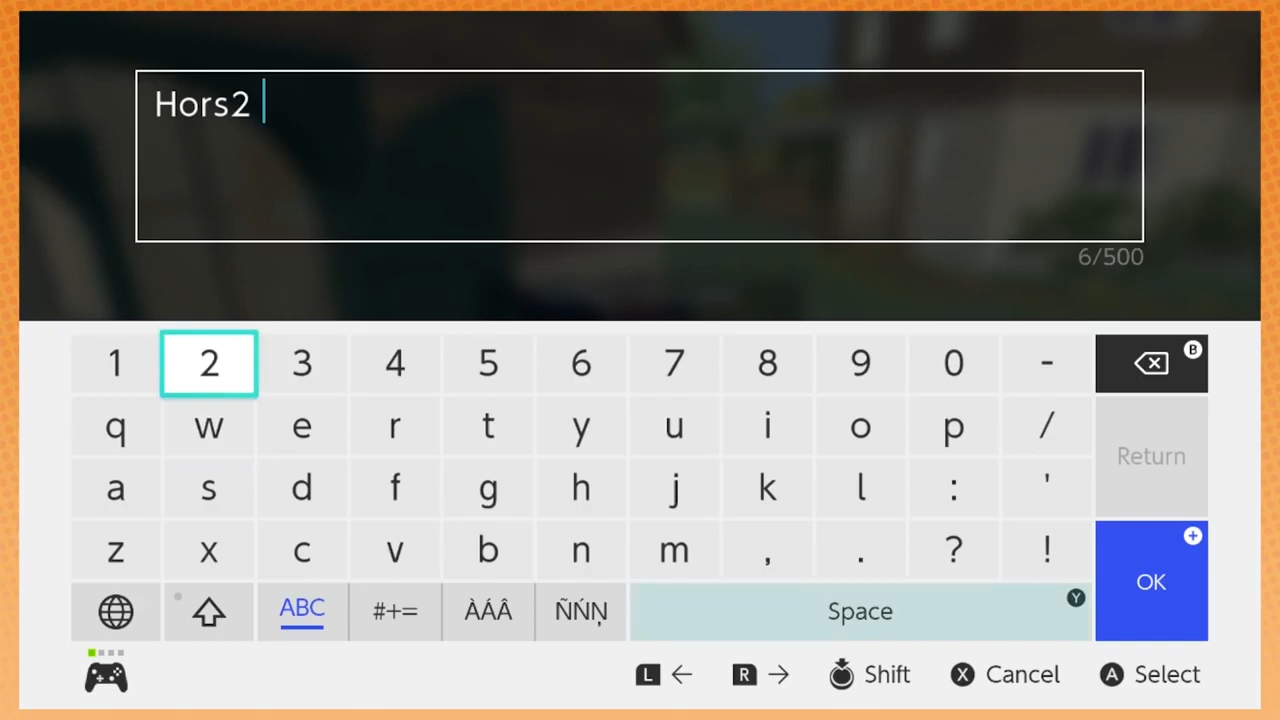 Hors2
6/500
1 2 3 4 5 6 7 8 9 0 - B
q w e r t y u i o p / Return
a s d f g h j k l : '
z x c v b n m , . ? ! + OK
ABC #+= ÀÁÂ ÑŃŅ Space Y
L ← R → Shift X Cancel A Select